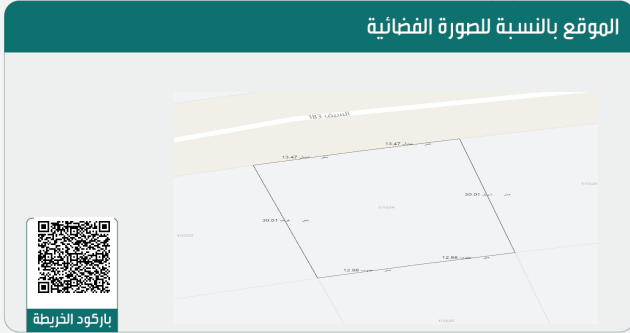 الموقع بالنسبة للصورة الفضائية
السيف 183
13.47
13.47
30.01
30.01
12.98
12.98
باركود الخريطة